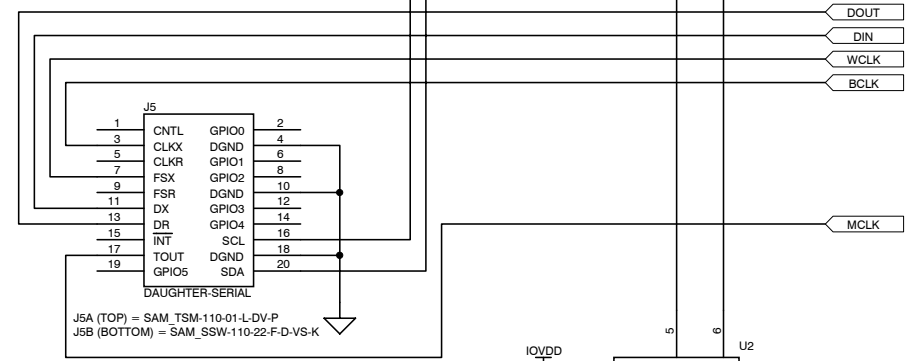 DOUT
DIN
WCLK
BCLK
J5
1 CNTL GPIO0 2
3 CLKX DGND 4
5 CLKR GPIO1 6
7 FSX GPIO2 8
9 FSR DGND 10
11 DX GPIO3 12
13 DR GPIO4 14
15 INT SCL 16
17 TOUT DGND 18
19 GPIO5 SDA 20
DAUGHTER-SERIAL
MCLK
J5A (TOP) = SAM_TSM-110-01-L-DV-P
J5B (BOTTOM) = SAM_SSW-110-22-F-D-VS-K
5 6
IOVDD
U2